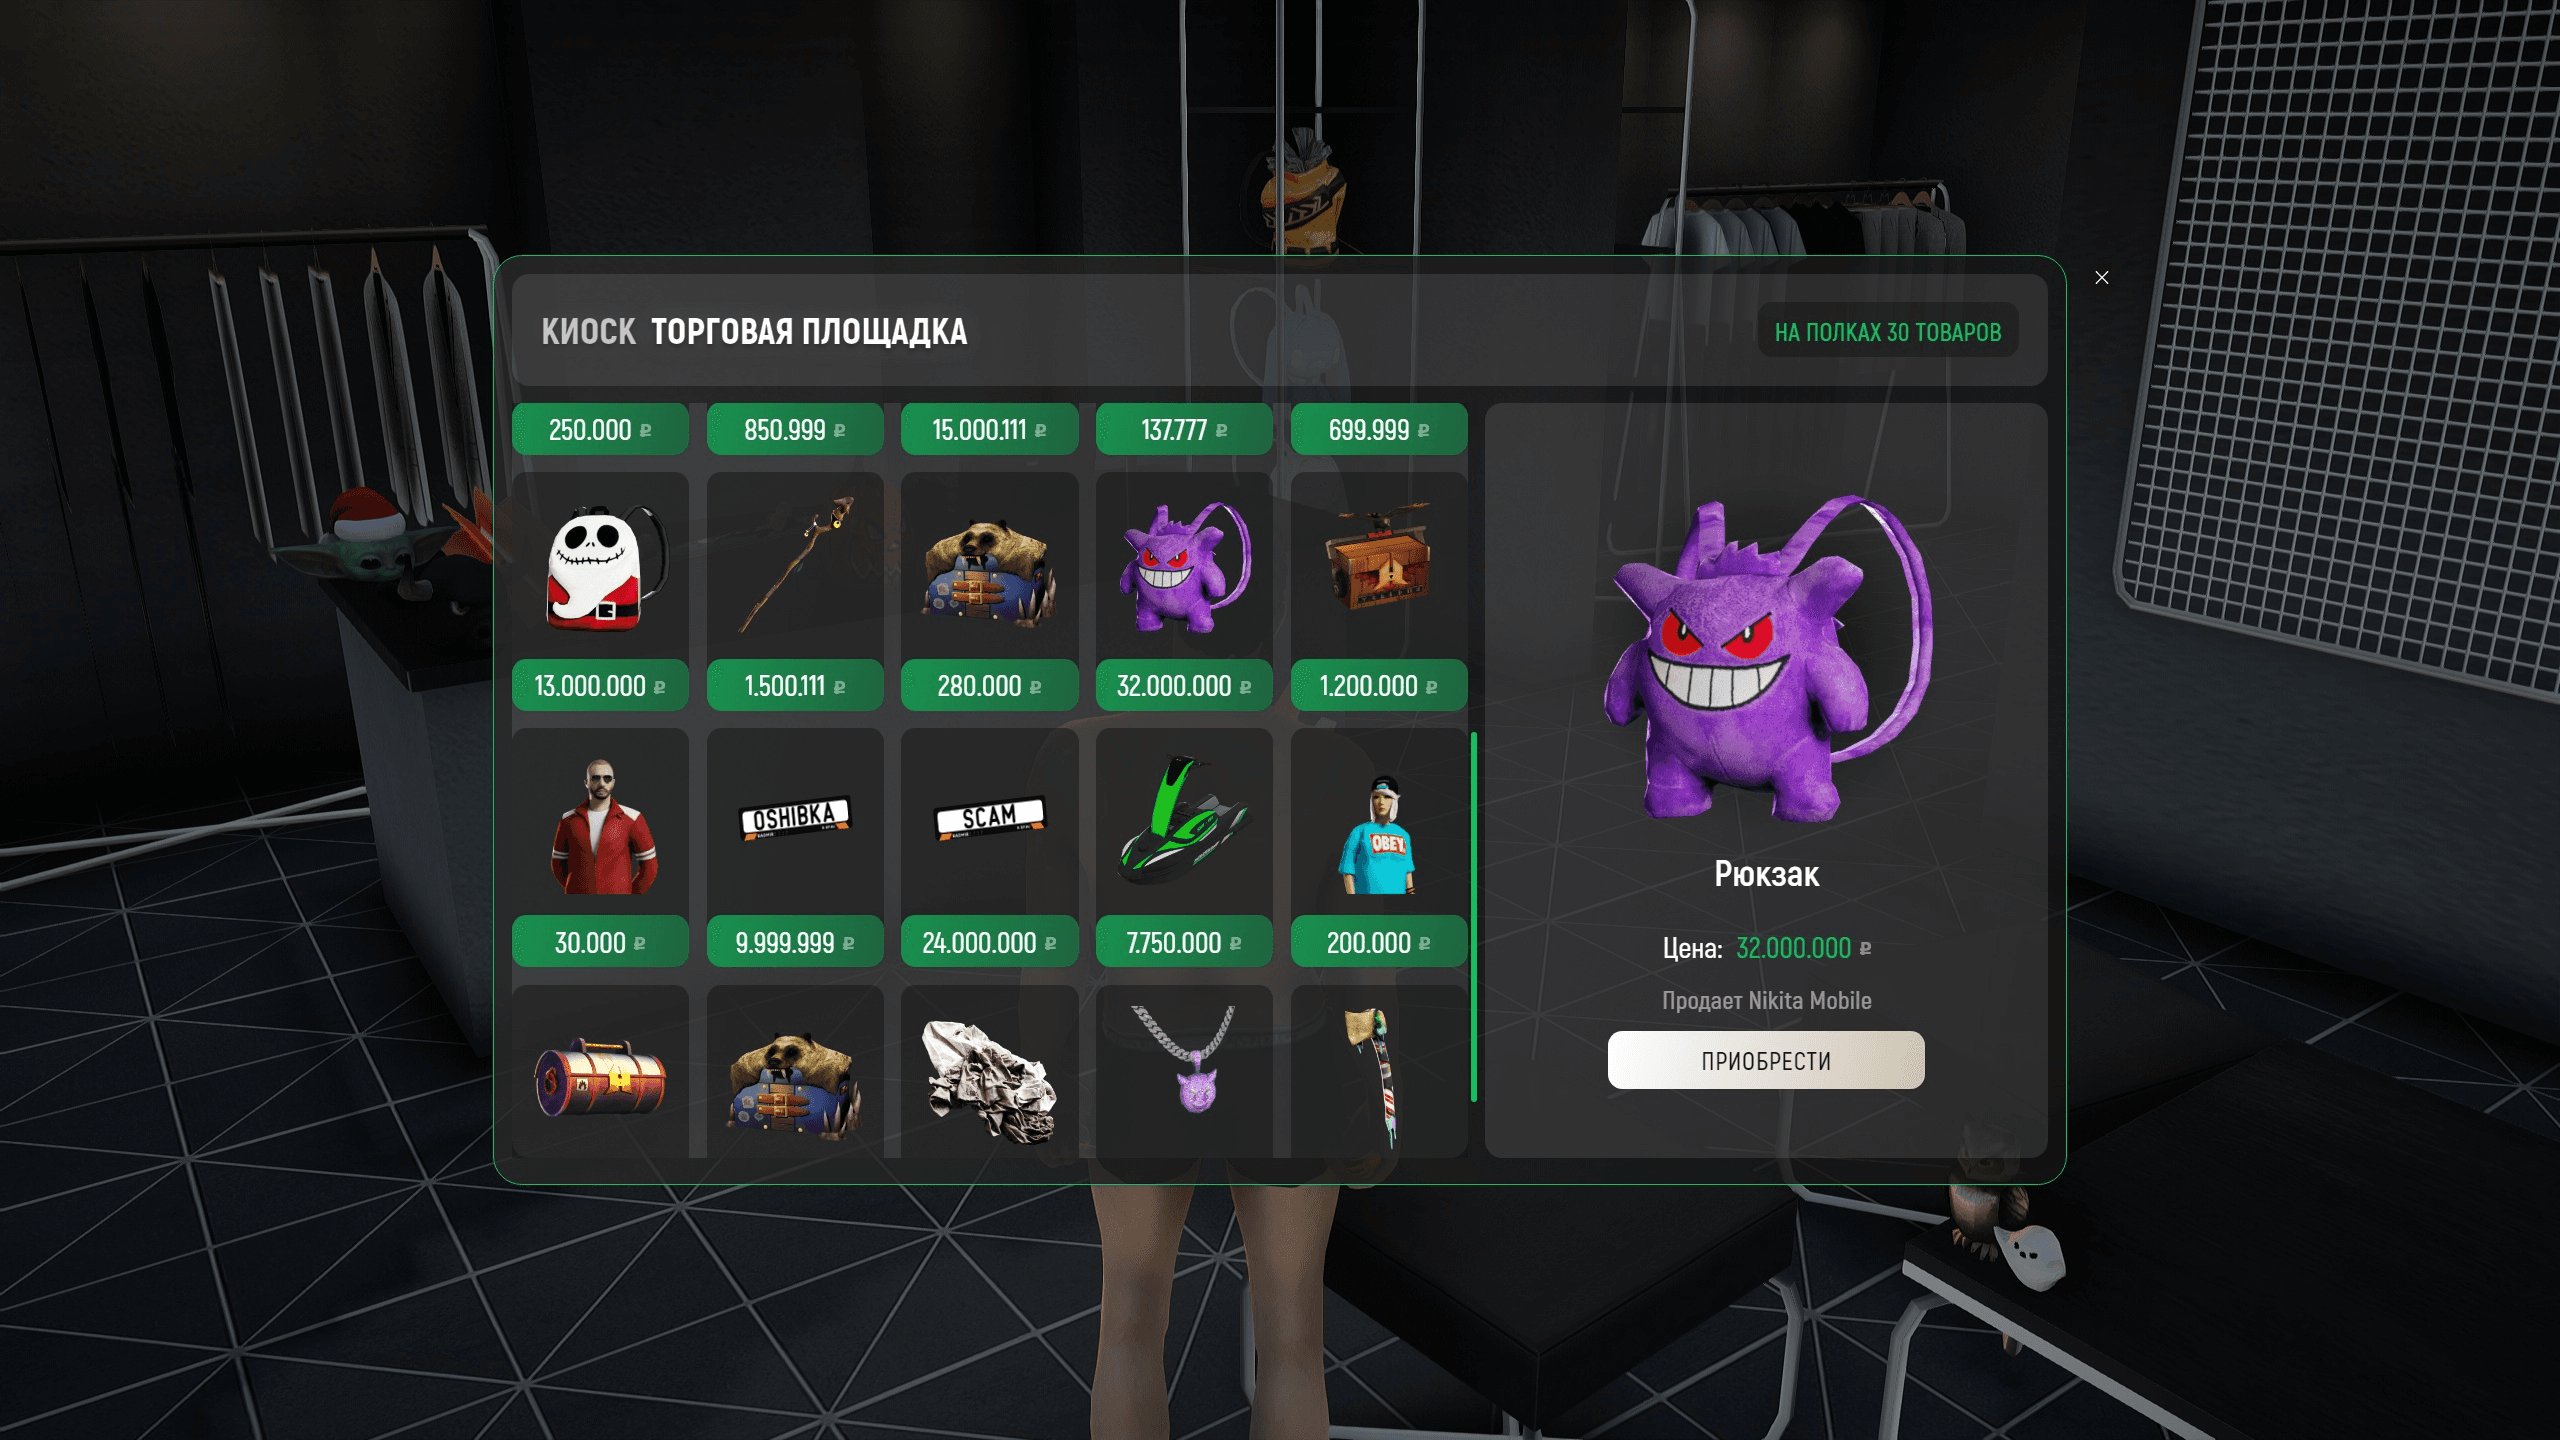 КИОСК ТОРГОВАЯ ПЛОЩАДКА
НА ПОЛКАХ 30 ТОВАРОВ
250.000 ₽
850.999 ₽
15.000.111 ₽
137.777 ₽
699.999 ₽
13.000.000 ₽
1.500.111 ₽
280.000 ₽
32.000.000 ₽
1.200.000 ₽
OSHIBKA
SCAM
OBEY
30.000 ₽
9.999.999 ₽
24.000.000 ₽
7.750.000 ₽
200.000 ₽
Рюкзак
Цена: 32.000.000 ₽
Продает Nikita Mobile
ПРИОБРЕСТИ